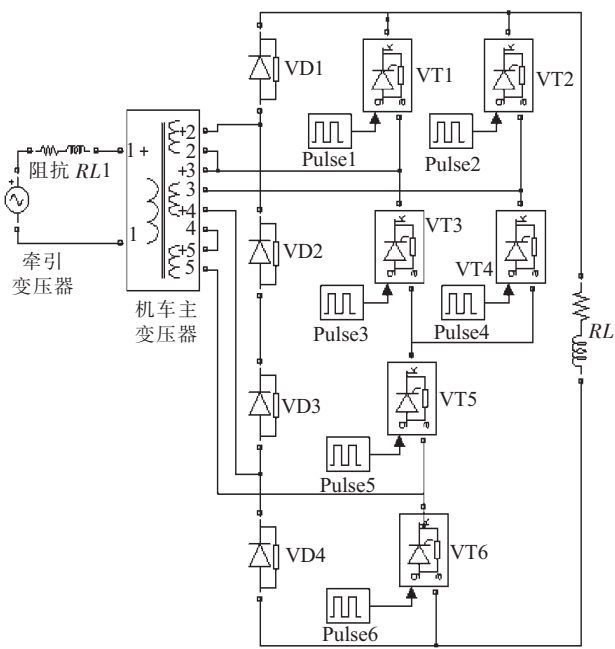 VD1
k
VT1
g
a
Pulse1
k
VT2
g
a
Pulse2
阻抗 RL1
+
牵引
变压器
1 +
1
+2
2
+3
3
+4
4
+5
5
机车主
变压器
VD2
k
VT3
g
a
Pulse3
k
VT4
g
a
Pulse4
RL
VD3
k
VT5
g
a
Pulse5
VD4
k
VT6
g
a
Pulse6